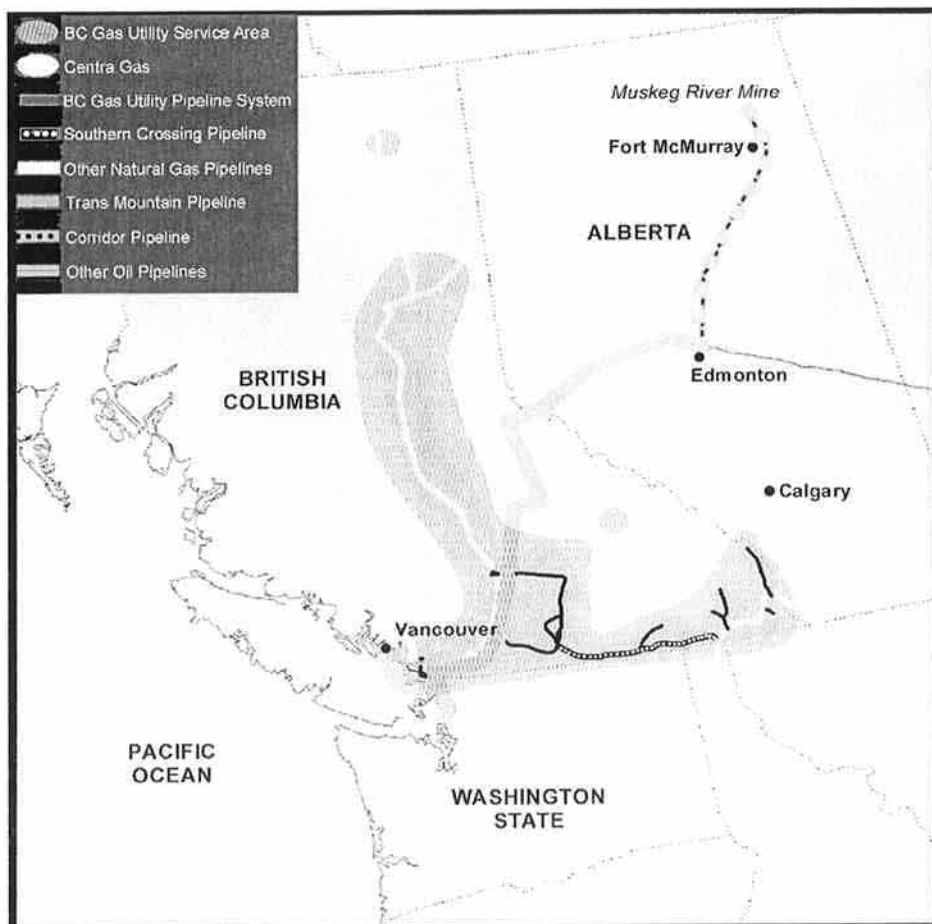 BC Gas Utility Service Area
Centra Gas
BC Gas Utility Pipeline System
Southern Crossing Pipeline
Other Natural Gas Pipelines
Trans Mountain Pipeline
Corridor Pipeline
Other Oil Pipelines
Muskeg River Mine
Fort McMurray
ALBERTA
BRITISH
COLUMBIA
Edmonton
Calgary
Vancouver
PACIFIC
OCEAN
WASHINGTON
STATE